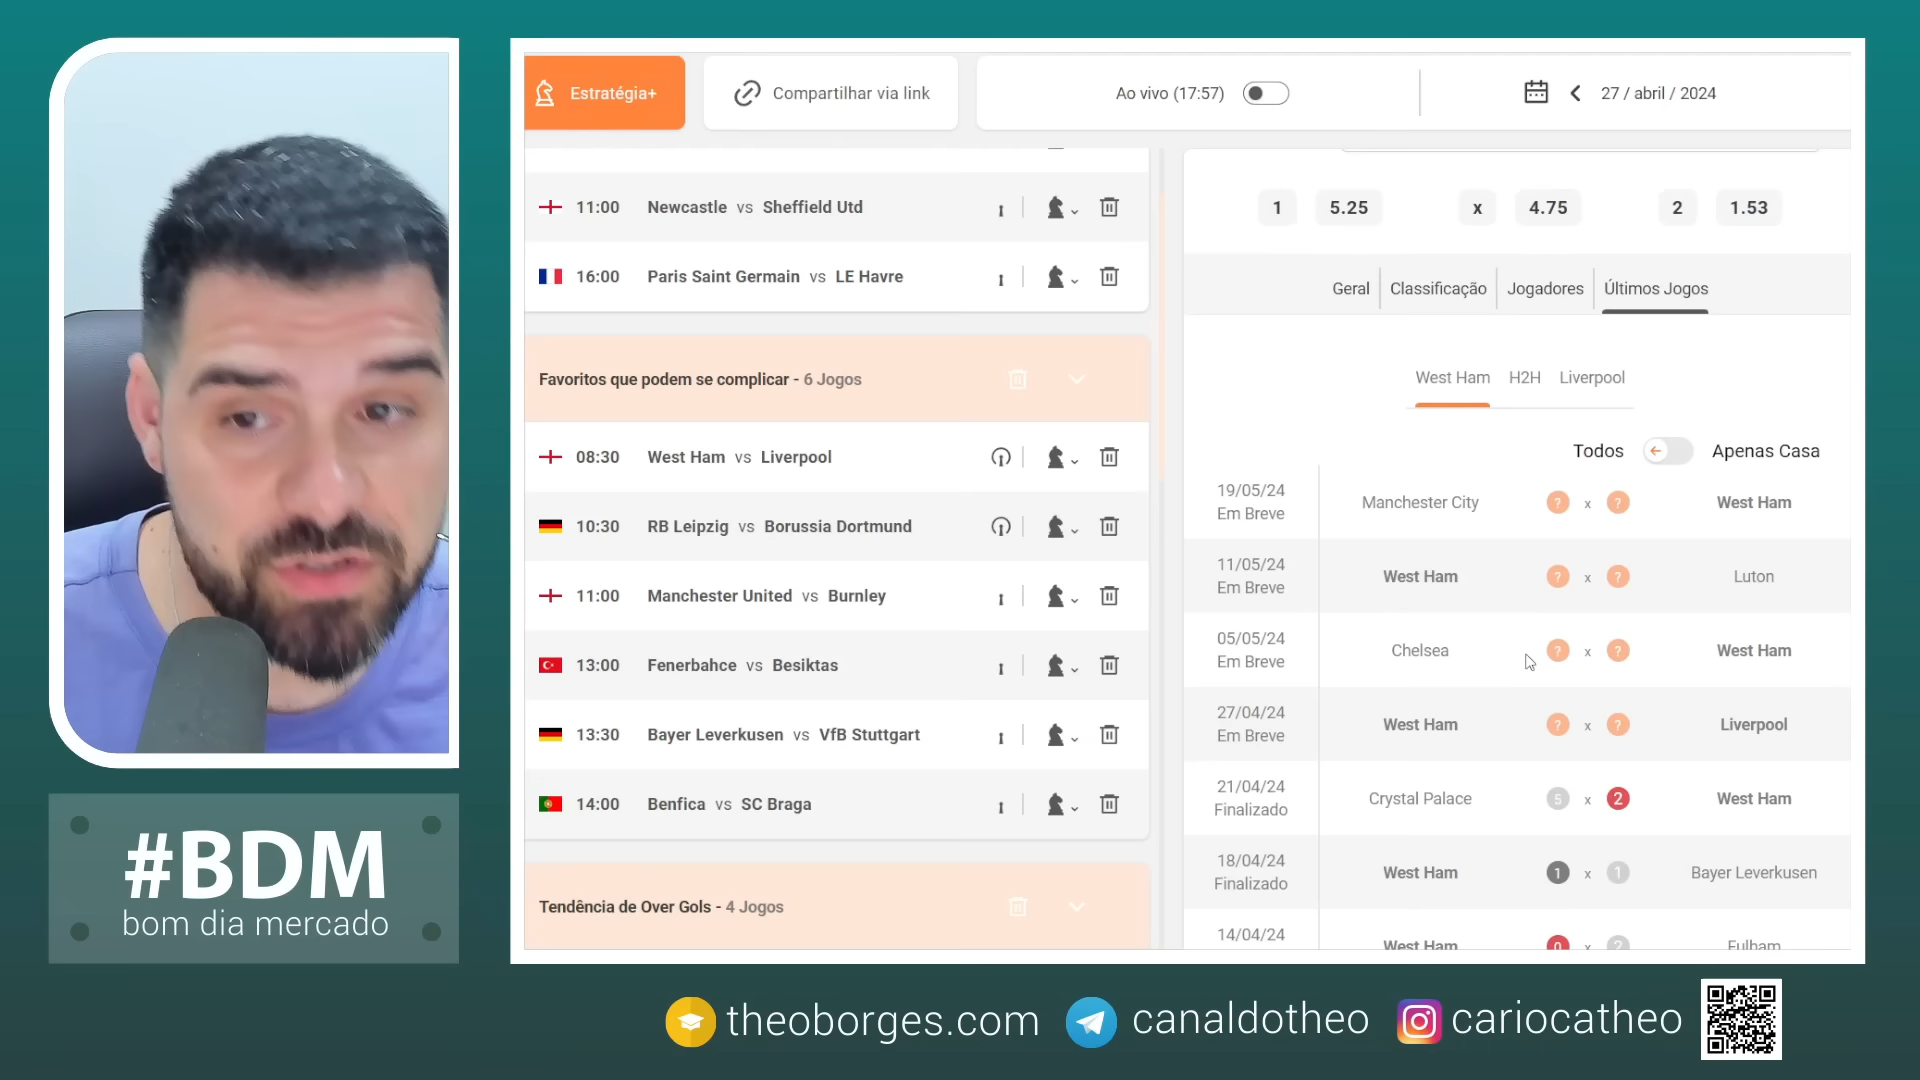 Estratégia+
Compartilhar via link
Ao vivo (17:57)
27 / abril / 2024
11:00 Newcastle vs Sheffield Utd
16:00 Paris Saint Germain vs LE Havre
Favoritos que podem se complicar - 6 Jogos
08:30 West Ham vs Liverpool
10:30 RB Leipzig vs Borussia Dortmund
11:00 Manchester United vs Burnley
13:00 Fenerbahce vs Besiktas
13:30 Bayer Leverkusen vs VfB Stuttgart
14:00 Benfica vs SC Braga
Tendência de Over Gols - 4 Jogos
1 5.25 x 4.75 2 1.53
Geral Classificação Jogadores Últimos Jogos
West Ham H2H Liverpool
Todos Apenas Casa
19/05/24
Em Breve
Manchester City ? x ? West Ham
11/05/24
Em Breve
West Ham ? x ? Luton
05/05/24
Em Breve
Chelsea ? x ? West Ham
27/04/24
Em Breve
West Ham ? x ? Liverpool
21/04/24
Finalizado
Crystal Palace 5 x 2 West Ham
18/04/24
Finalizado
West Ham 1 x 1 Bayer Leverkusen
14/04/24
West Ham 0 x 2 Fulham
#BDM
bom dia mercado
theoborges.com
canaldotheo
cariocatheo